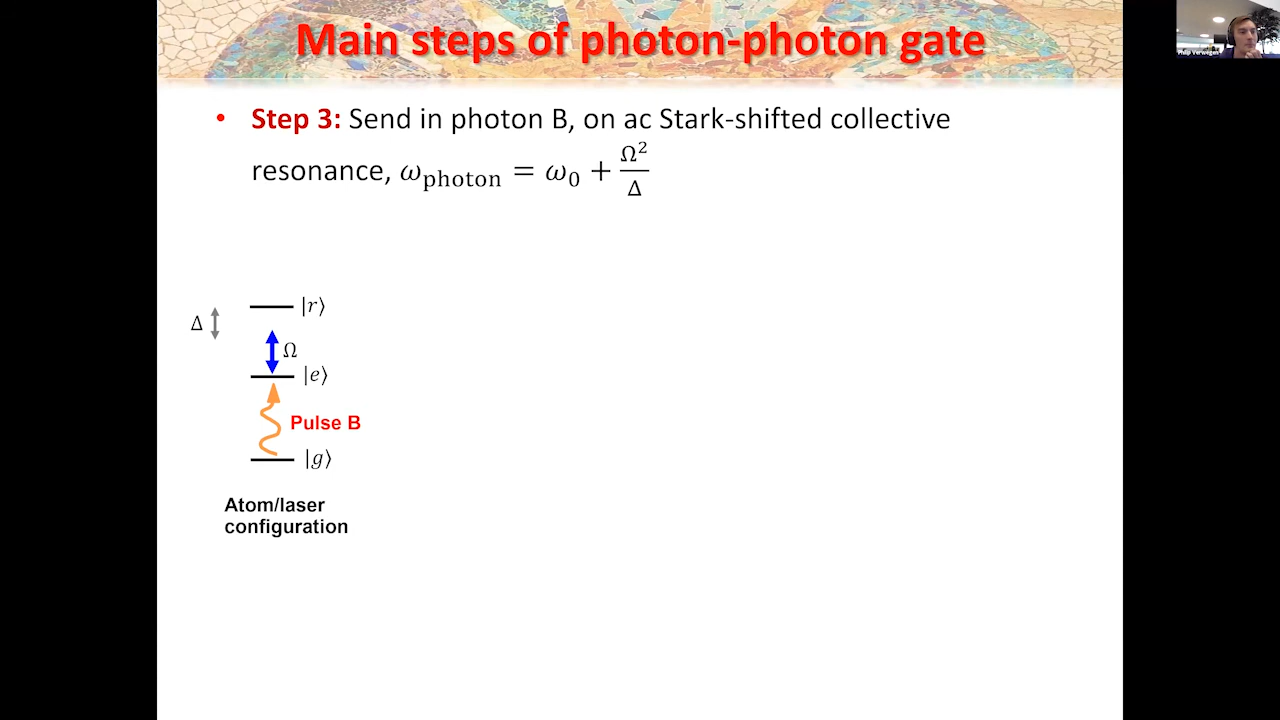 Main steps of photon-photon gate
• Step 3: Send in photon B, on ac Stark-shifted collective
resonance, ω_photon = ω₀ + Ω²/Δ
|r⟩
Δ
Ω
|e⟩
Pulse B
|g⟩
Atom/laser
configuration